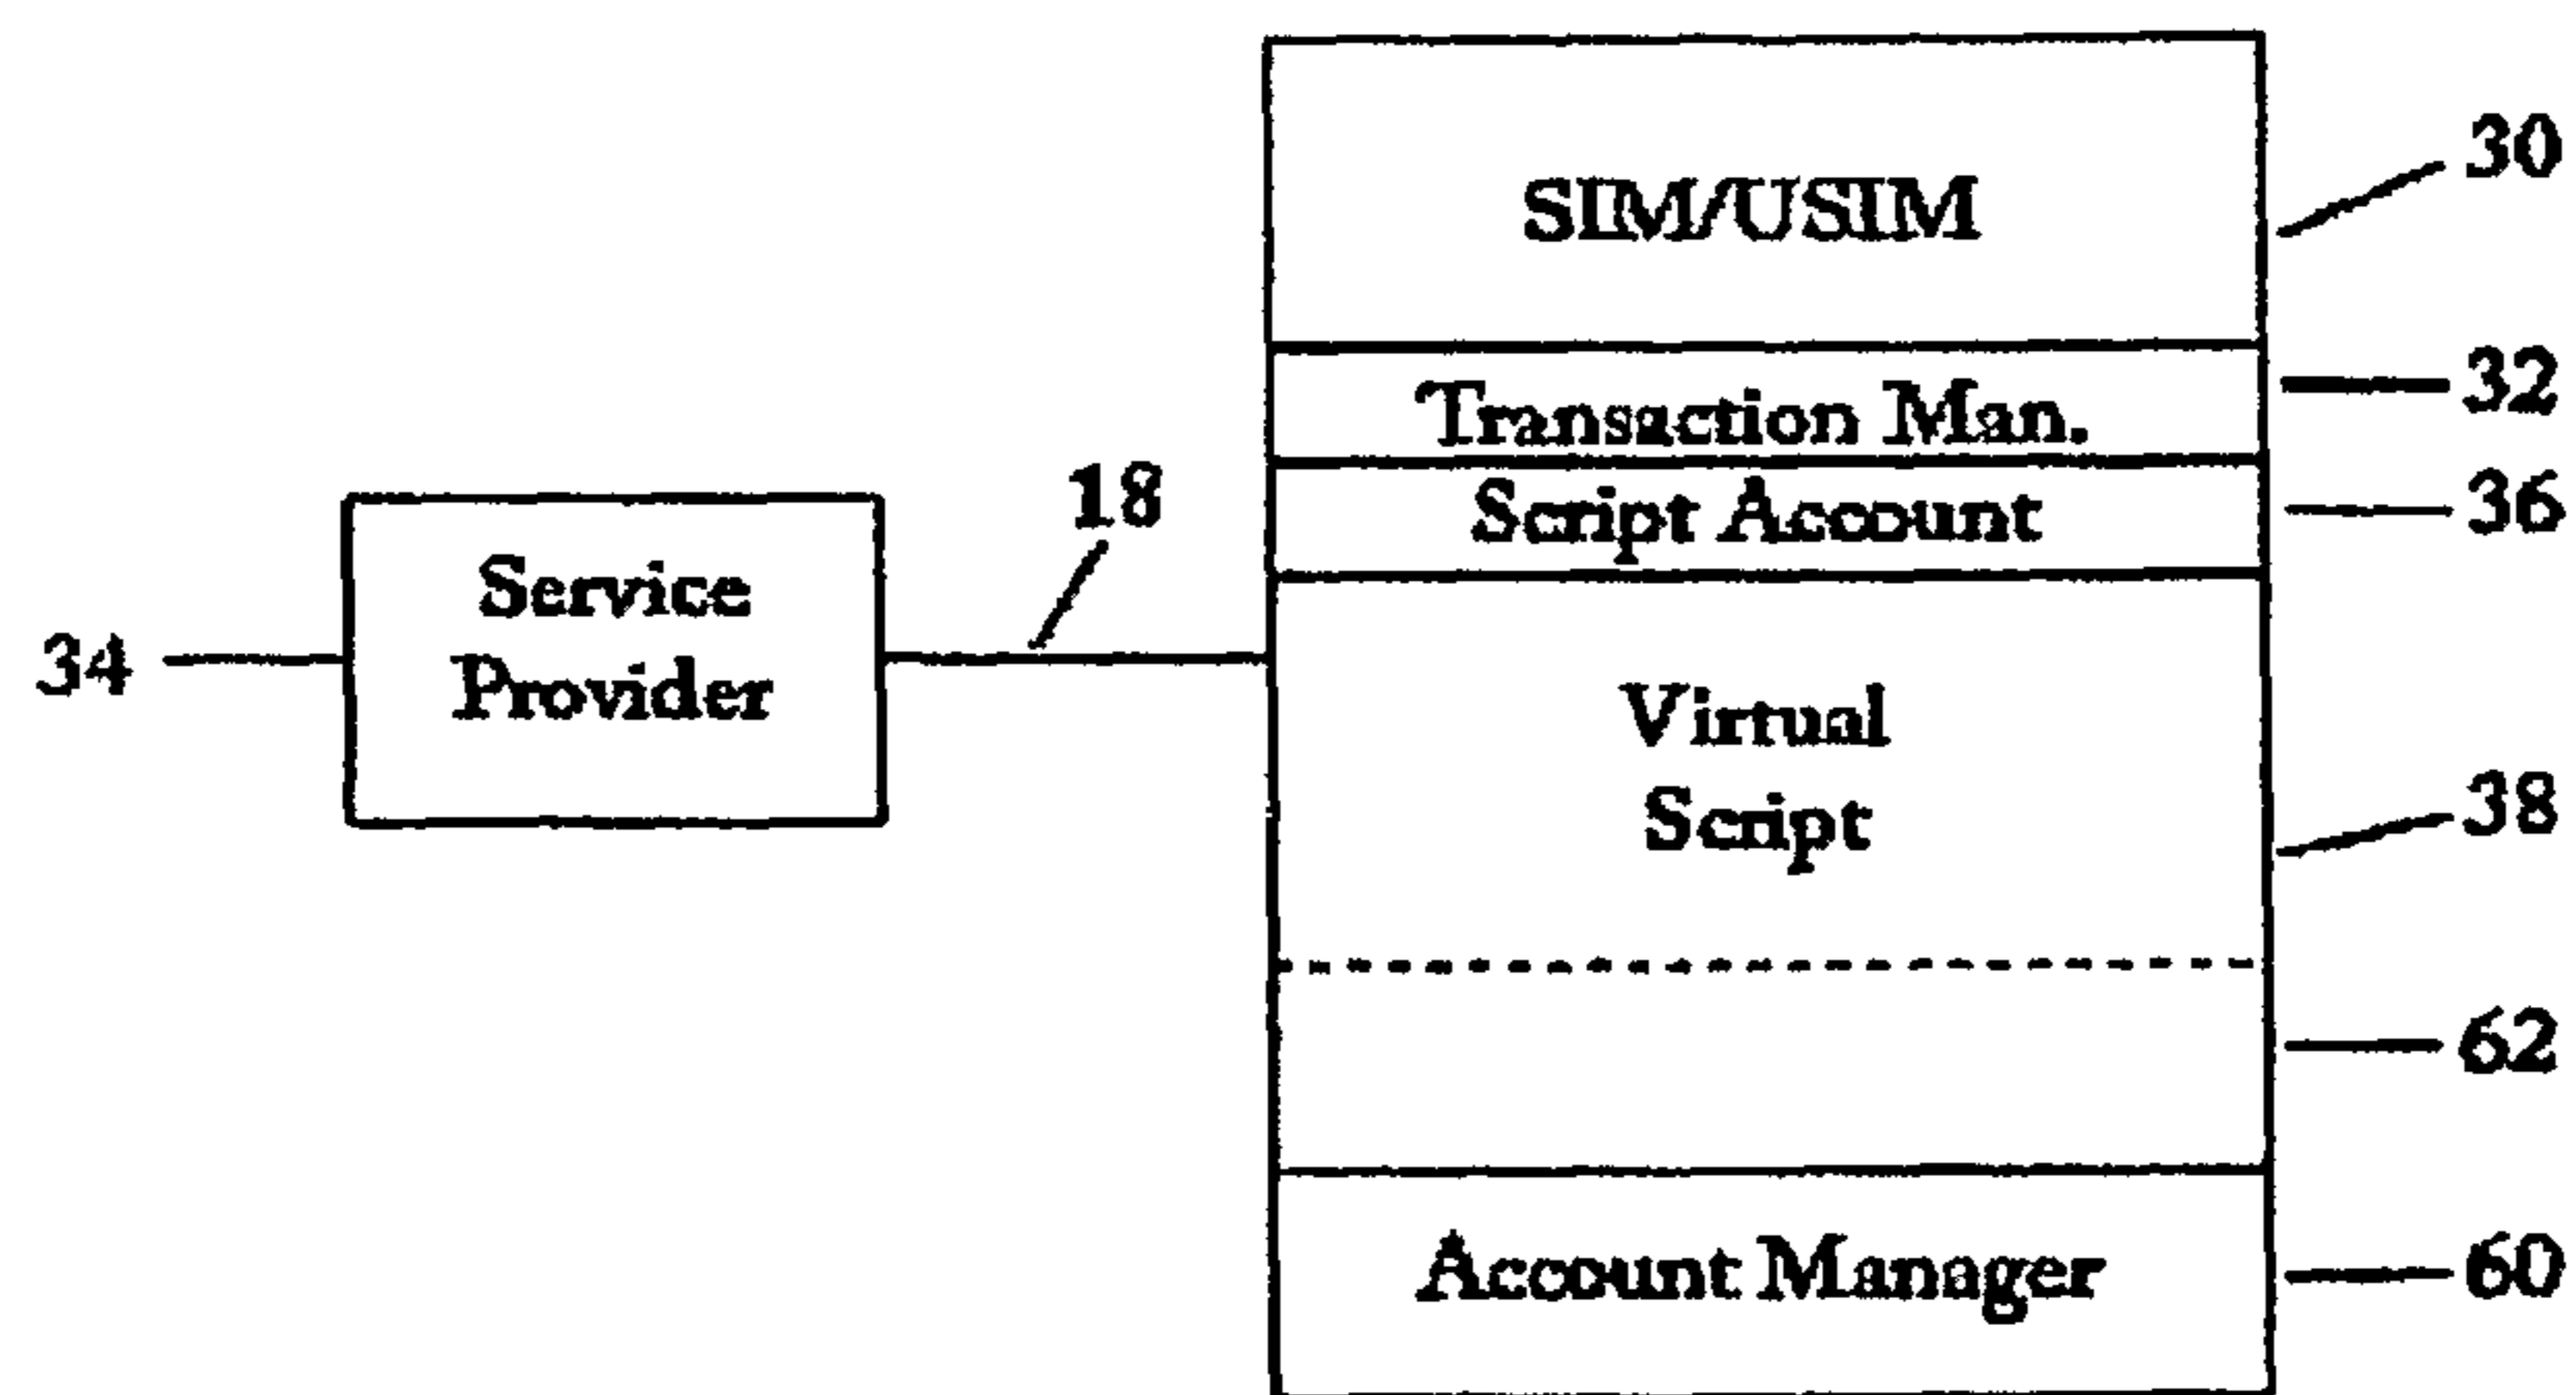 SIM/USIM
30
Transaction Man.
32
Script Account
36
18
Service
Provider
34
Virtual
Script
38
62
Account Manager
60